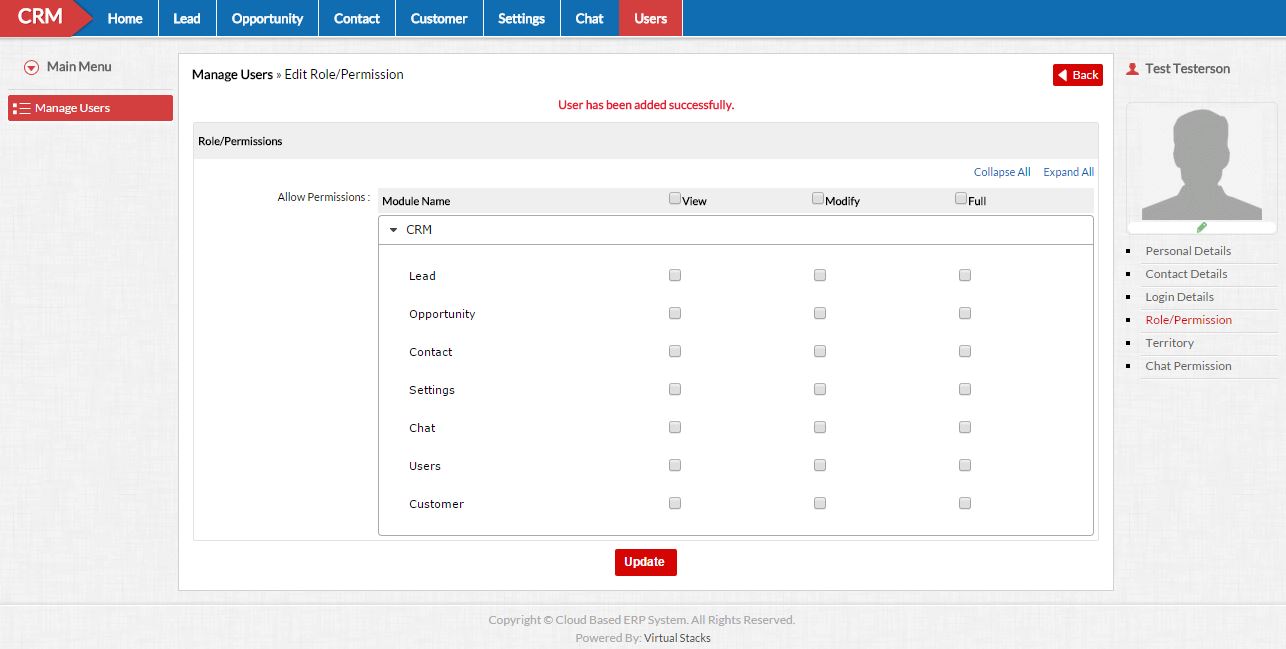 CRM Home Lead Opportunity Contact Customer Settings Chat Users
Main Menu
Manage Users
Manage Users » Edit Role/Permission
Back
User has been added successfully.
Role/Permissions
Collapse All Expand All
Allow Permissions :
Module Name View Modify Full
CRM
Lead
Opportunity
Contact
Settings
Chat
Users
Customer
Update
Test Testerson
Personal Details
Contact Details
Login Details
Role/Permission
Territory
Chat Permission
Copyright © Cloud Based ERP System. All Rights Reserved.
Powered By: Virtual Stacks